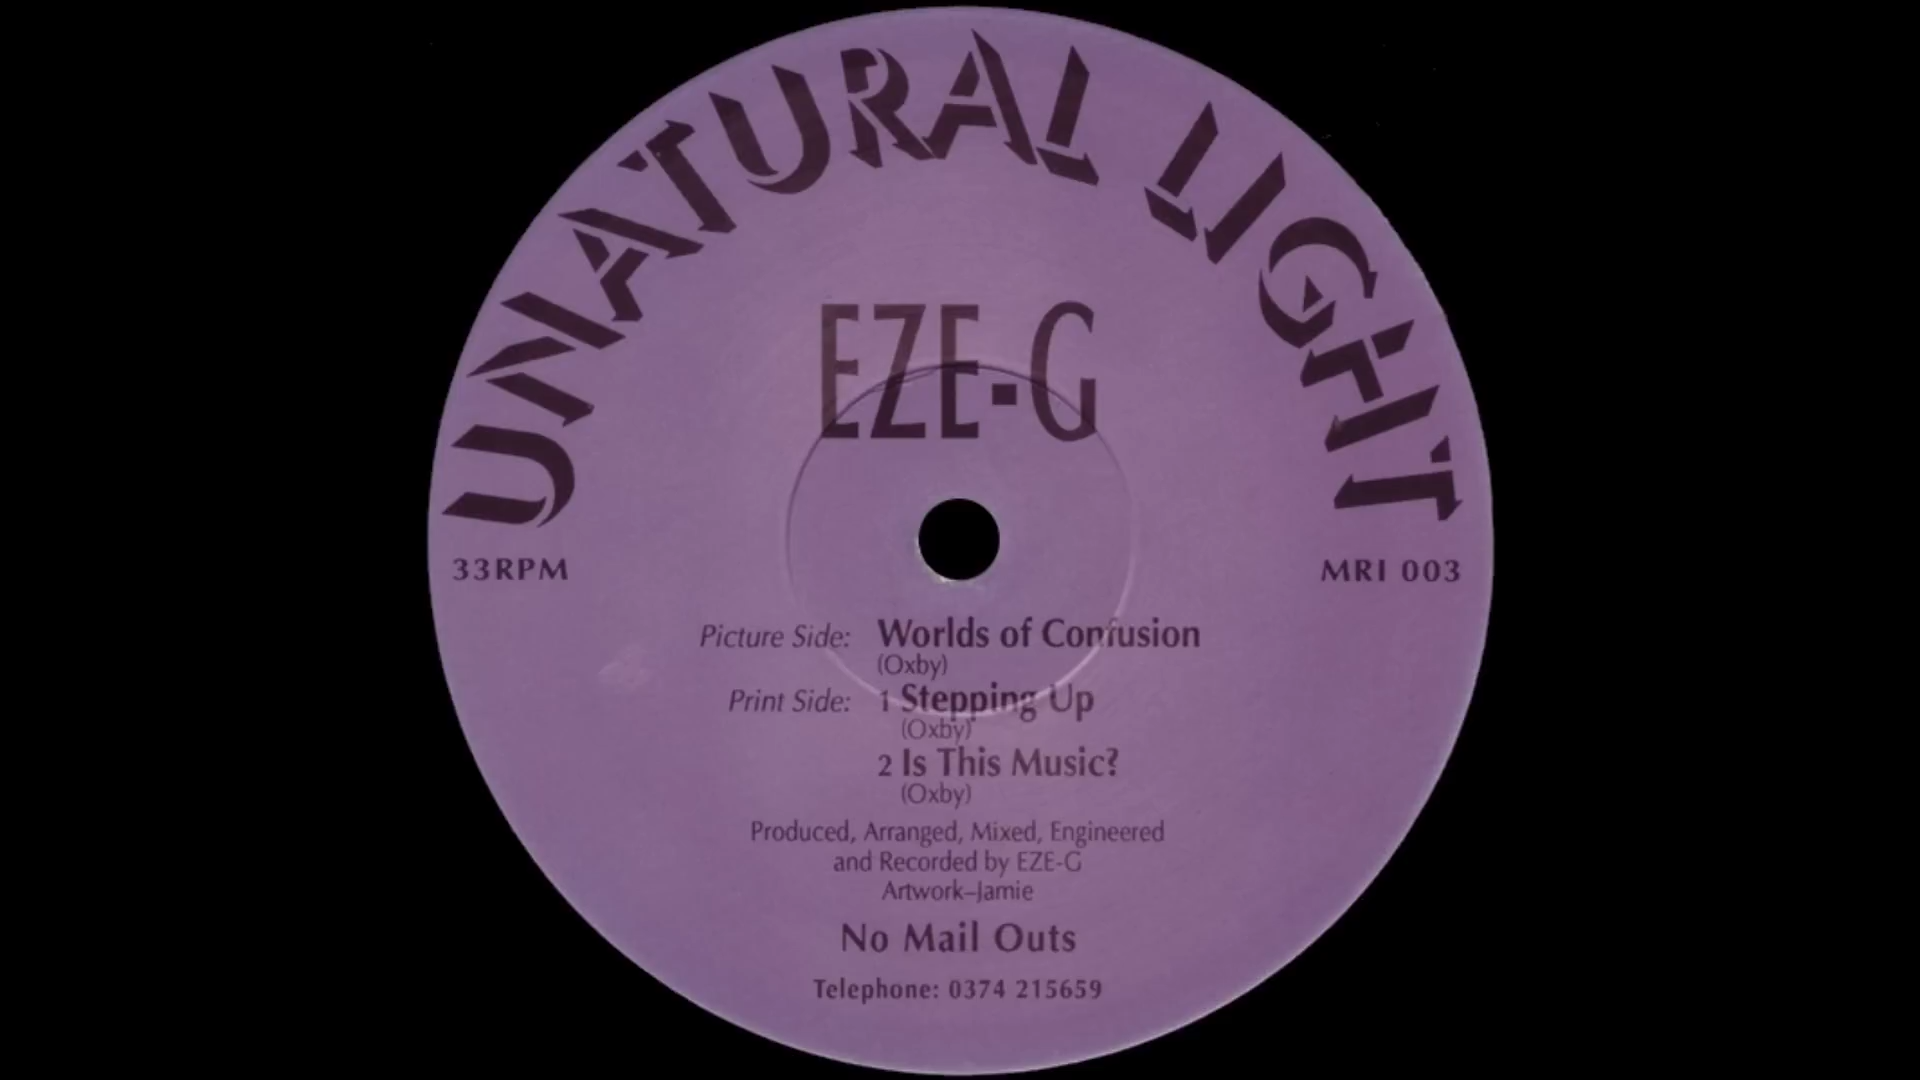 UNATURAL LIGHT
EZE-G
33RPM
MRI 003
Picture Side: Worlds of Confusion
(Oxby)
Print Side: 1 Stepping Up
(Oxby)
2 Is This Music?
(Oxby)
Produced, Arranged, Mixed, Engineered
and Recorded by EZE-G
Artwork–Jamie
No Mail Outs
Telephone: 0374 215659